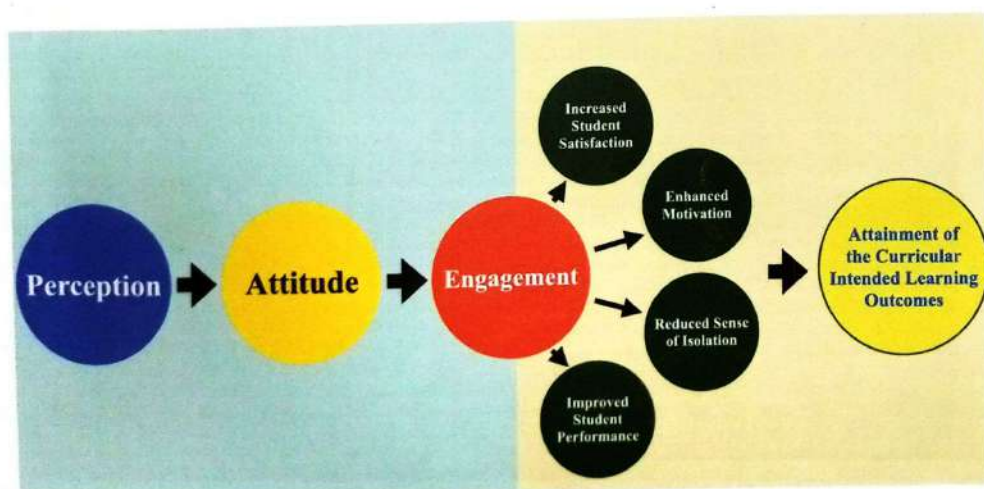 Perception
Attitude
Engagement
Increased
Student
Satisfaction
Enhanced
Motivation
Reduced Sense
of Isolation
Improved
Student
Performance
Attainment of
the Curricular
Intended Learning
Outcomes